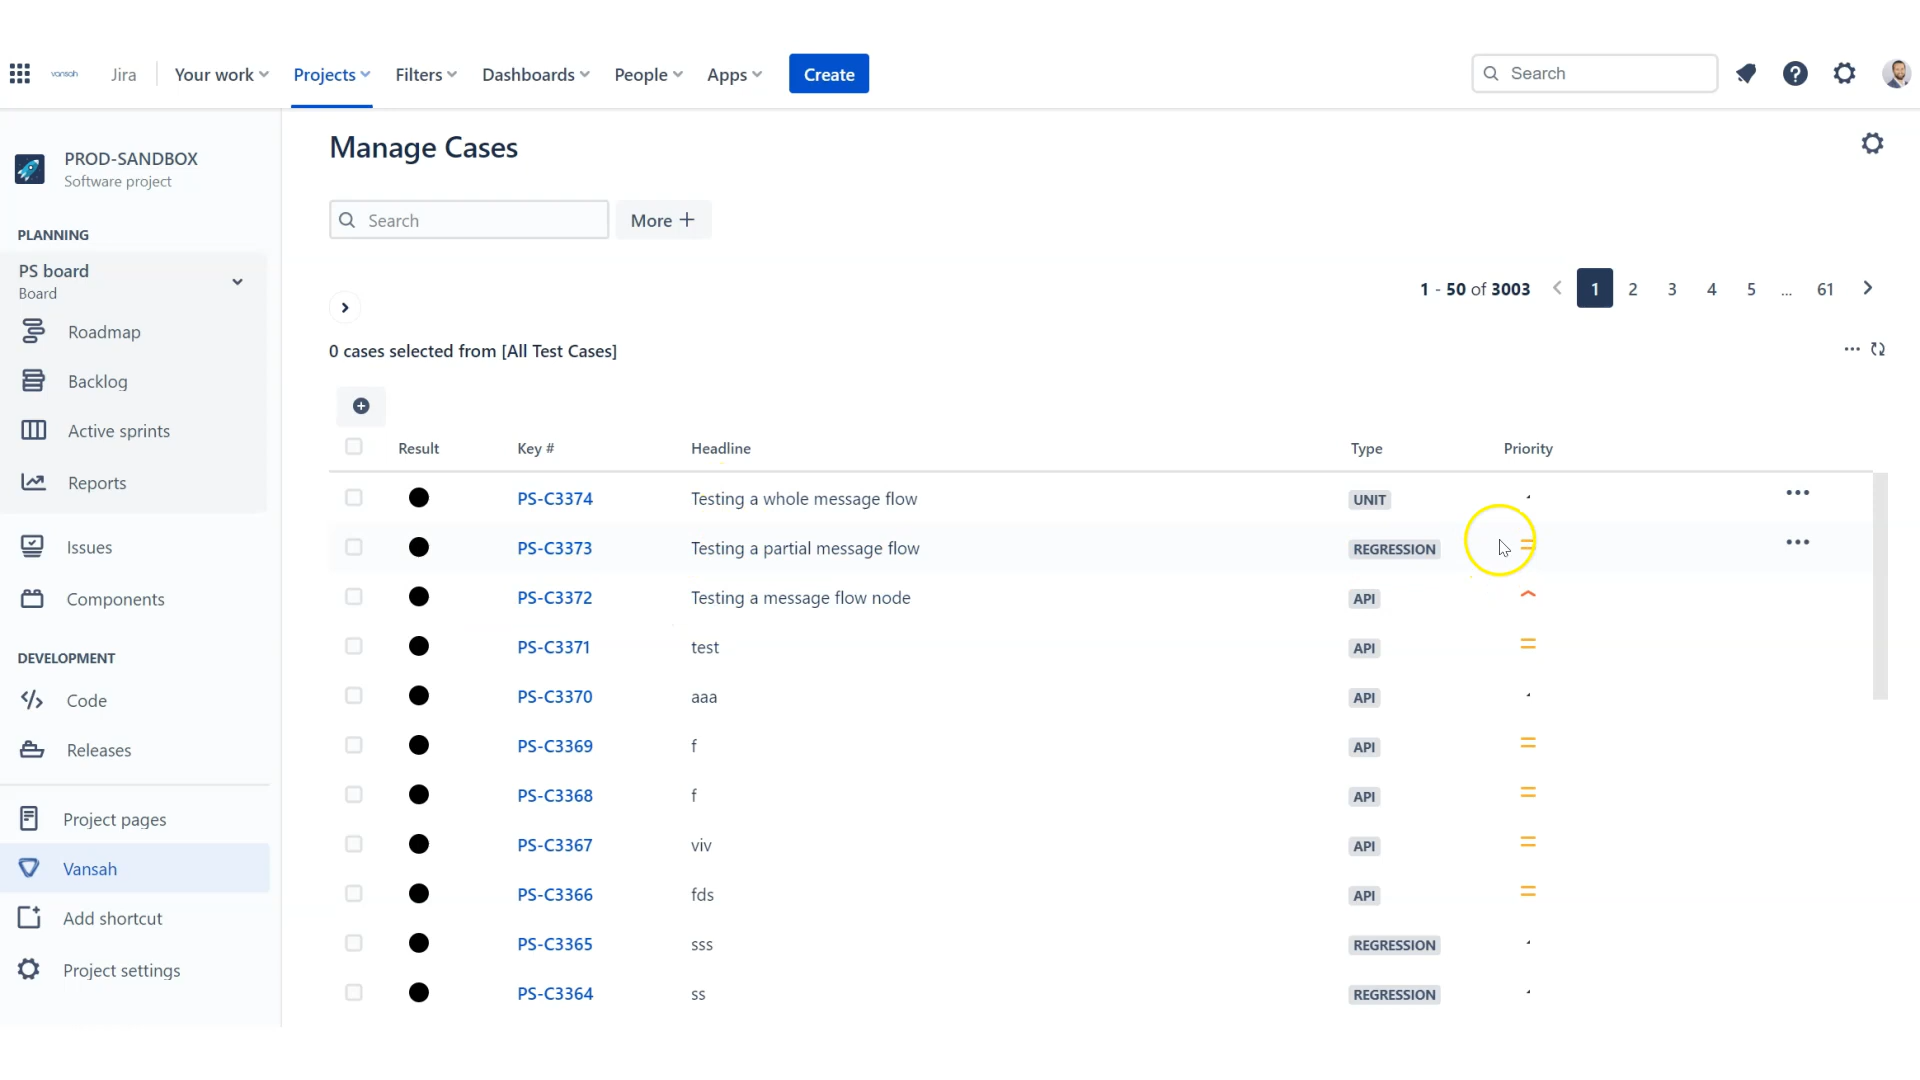 vansah Jira Your work Projects Filters Dashboards People Apps Create Search
PROD-SANDBOX
Software project
PLANNING
PS board
Board
Roadmap
Backlog
Active sprints
Reports
Issues
Components
DEVELOPMENT
Code
Releases
Project pages
Vansah
Add shortcut
Project settings
Manage Cases
Search More +
1 - 50 of 3003 1 2 3 4 5 ... 61
0 cases selected from [All Test Cases]
Result Key # Headline Type Priority
PS-C3374 Testing a whole message flow UNIT
PS-C3373 Testing a partial message flow REGRESSION
PS-C3372 Testing a message flow node API
PS-C3371 test API
PS-C3370 aaa API
PS-C3369 f API
PS-C3368 f API
PS-C3367 viv API
PS-C3366 fds API
PS-C3365 sss REGRESSION
PS-C3364 ss REGRESSION